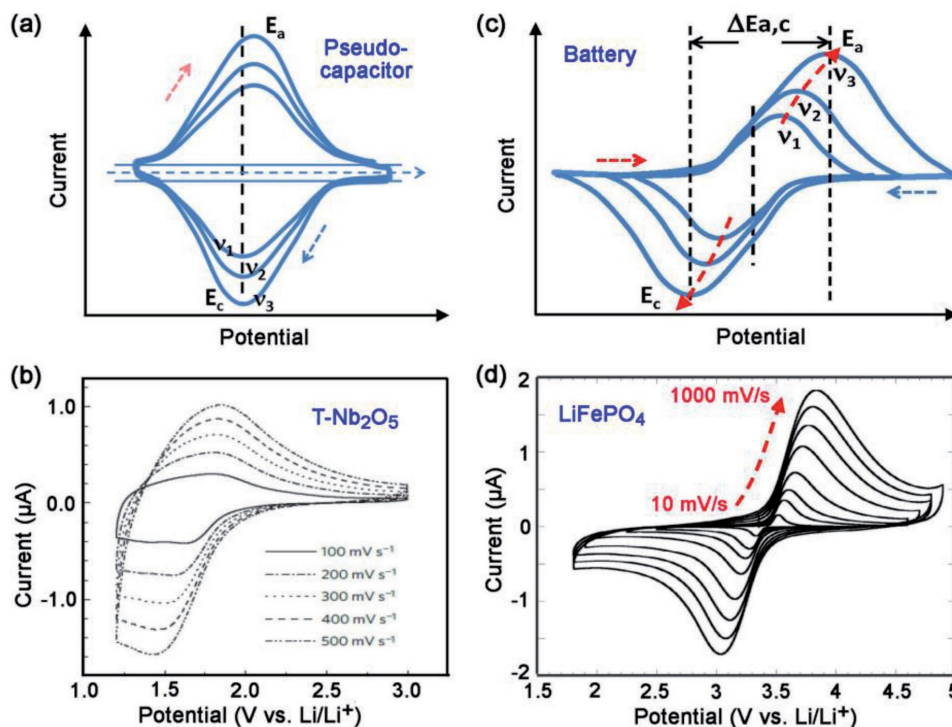 (a)
E_a
Pseudo-
capacitor
Current
ν₁
ν₂
E_c
ν₃
Potential
(c)
ΔEa,c
E_a
Battery
ν₃
ν₂
ν₁
Current
E_c
Potential
(b)
T-Nb₂O₅
1.0
0.0
-1.0
Current (μA)
100 mV s⁻¹
200 mV s⁻¹
300 mV s⁻¹
400 mV s⁻¹
500 mV s⁻¹
1.0 1.5 2.0 2.5 3.0
Potential (V vs. Li/Li⁺)
(d)
2
1000 mV/s
LiFePO₄
1
10 mV/s
0
-1
-2
Current (μA)
1.5 2 2.5 3 3.5 4 4.5 5
Potential (V vs. Li/Li⁺)